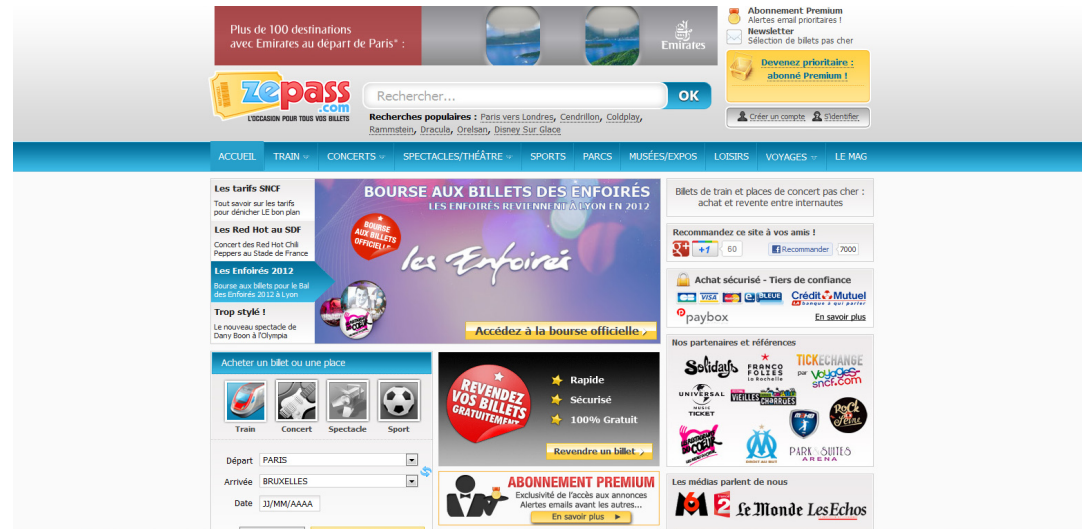 Plus de 100 destinations
avec Emirates au départ de Paris* :
Emirates
Abonnement Premium
Alertes email prioritaires !
Newsletter
Sélection de billets pas cher
Devenez prioritaire :
abonné Premium !
Créer un compte S'identifier
zepass
.com
L'OCCASION POUR TOUS VOS BILLETS
Rechercher...
OK
Recherches populaires : Paris vers Londres, Cendrillon, Coldplay,
Rammstein, Dracula, Orelsan, Disney Sur Glace
ACCUEIL TRAIN CONCERTS SPECTACLES/THÉÂTRE SPORTS PARCS MUSÉES/EXPOS LOISIRS VOYAGES LE MAG
Les tarifs SNCF
Tout savoir sur les tarifs
pour dénicher LE bon plan
Les Red Hot au SDF
Concert des Red Hot Chili
Peppers au Stade de France
Les Enfoirés 2012
Bourse aux billets pour le Bal
des Enfoirés 2012 à Lyon
Trop stylé !
Le nouveau spectacle de
Dany Boon à l'Olympia
BOURSE AUX BILLETS DES ENFOIRÉS
LES ENFOIRÉS REVIENNENT A LYON EN 2012
BOURSE
AUX BILLETS
OFFICIELLE
les Enfoirés
Accédez à la bourse officielle
Billets de train et places de concert pas cher :
achat et revente entre internautes
Recommandez ce site à vos amis !
+1 60 Recommander 7000
Achat sécurisé - Tiers de confiance
VISA BLEUE Crédit Mutuel
LA banque à qui parler
paybox En savoir plus
Nos partenaires et références
Solidays FRANCO
FOLIES
La Rochelle
TICKECHANGE
par Voyages-
sncf.com
UNIVERSAL
MUSIC
TICKET
VIEILLES
CHARRUES
Rock
en Seine
PARK & SUITES
ARENA
Les médias parlent de nous
M6 2 Le Monde LesEchos
Acheter un billet ou une place
Train Concert Spectacle Sport
Départ PARIS
Arrivée BRUXELLES
Date JJ/MM/AAAA
REVENDEZ
VOS BILLETS
GRATUITEMENT
Rapide
Sécurisé
100% Gratuit
Revendre un billet
ABONNEMENT PREMIUM
Exclusivité de l'accès aux annonces
Alertes emails avant les autres...
En savoir plus